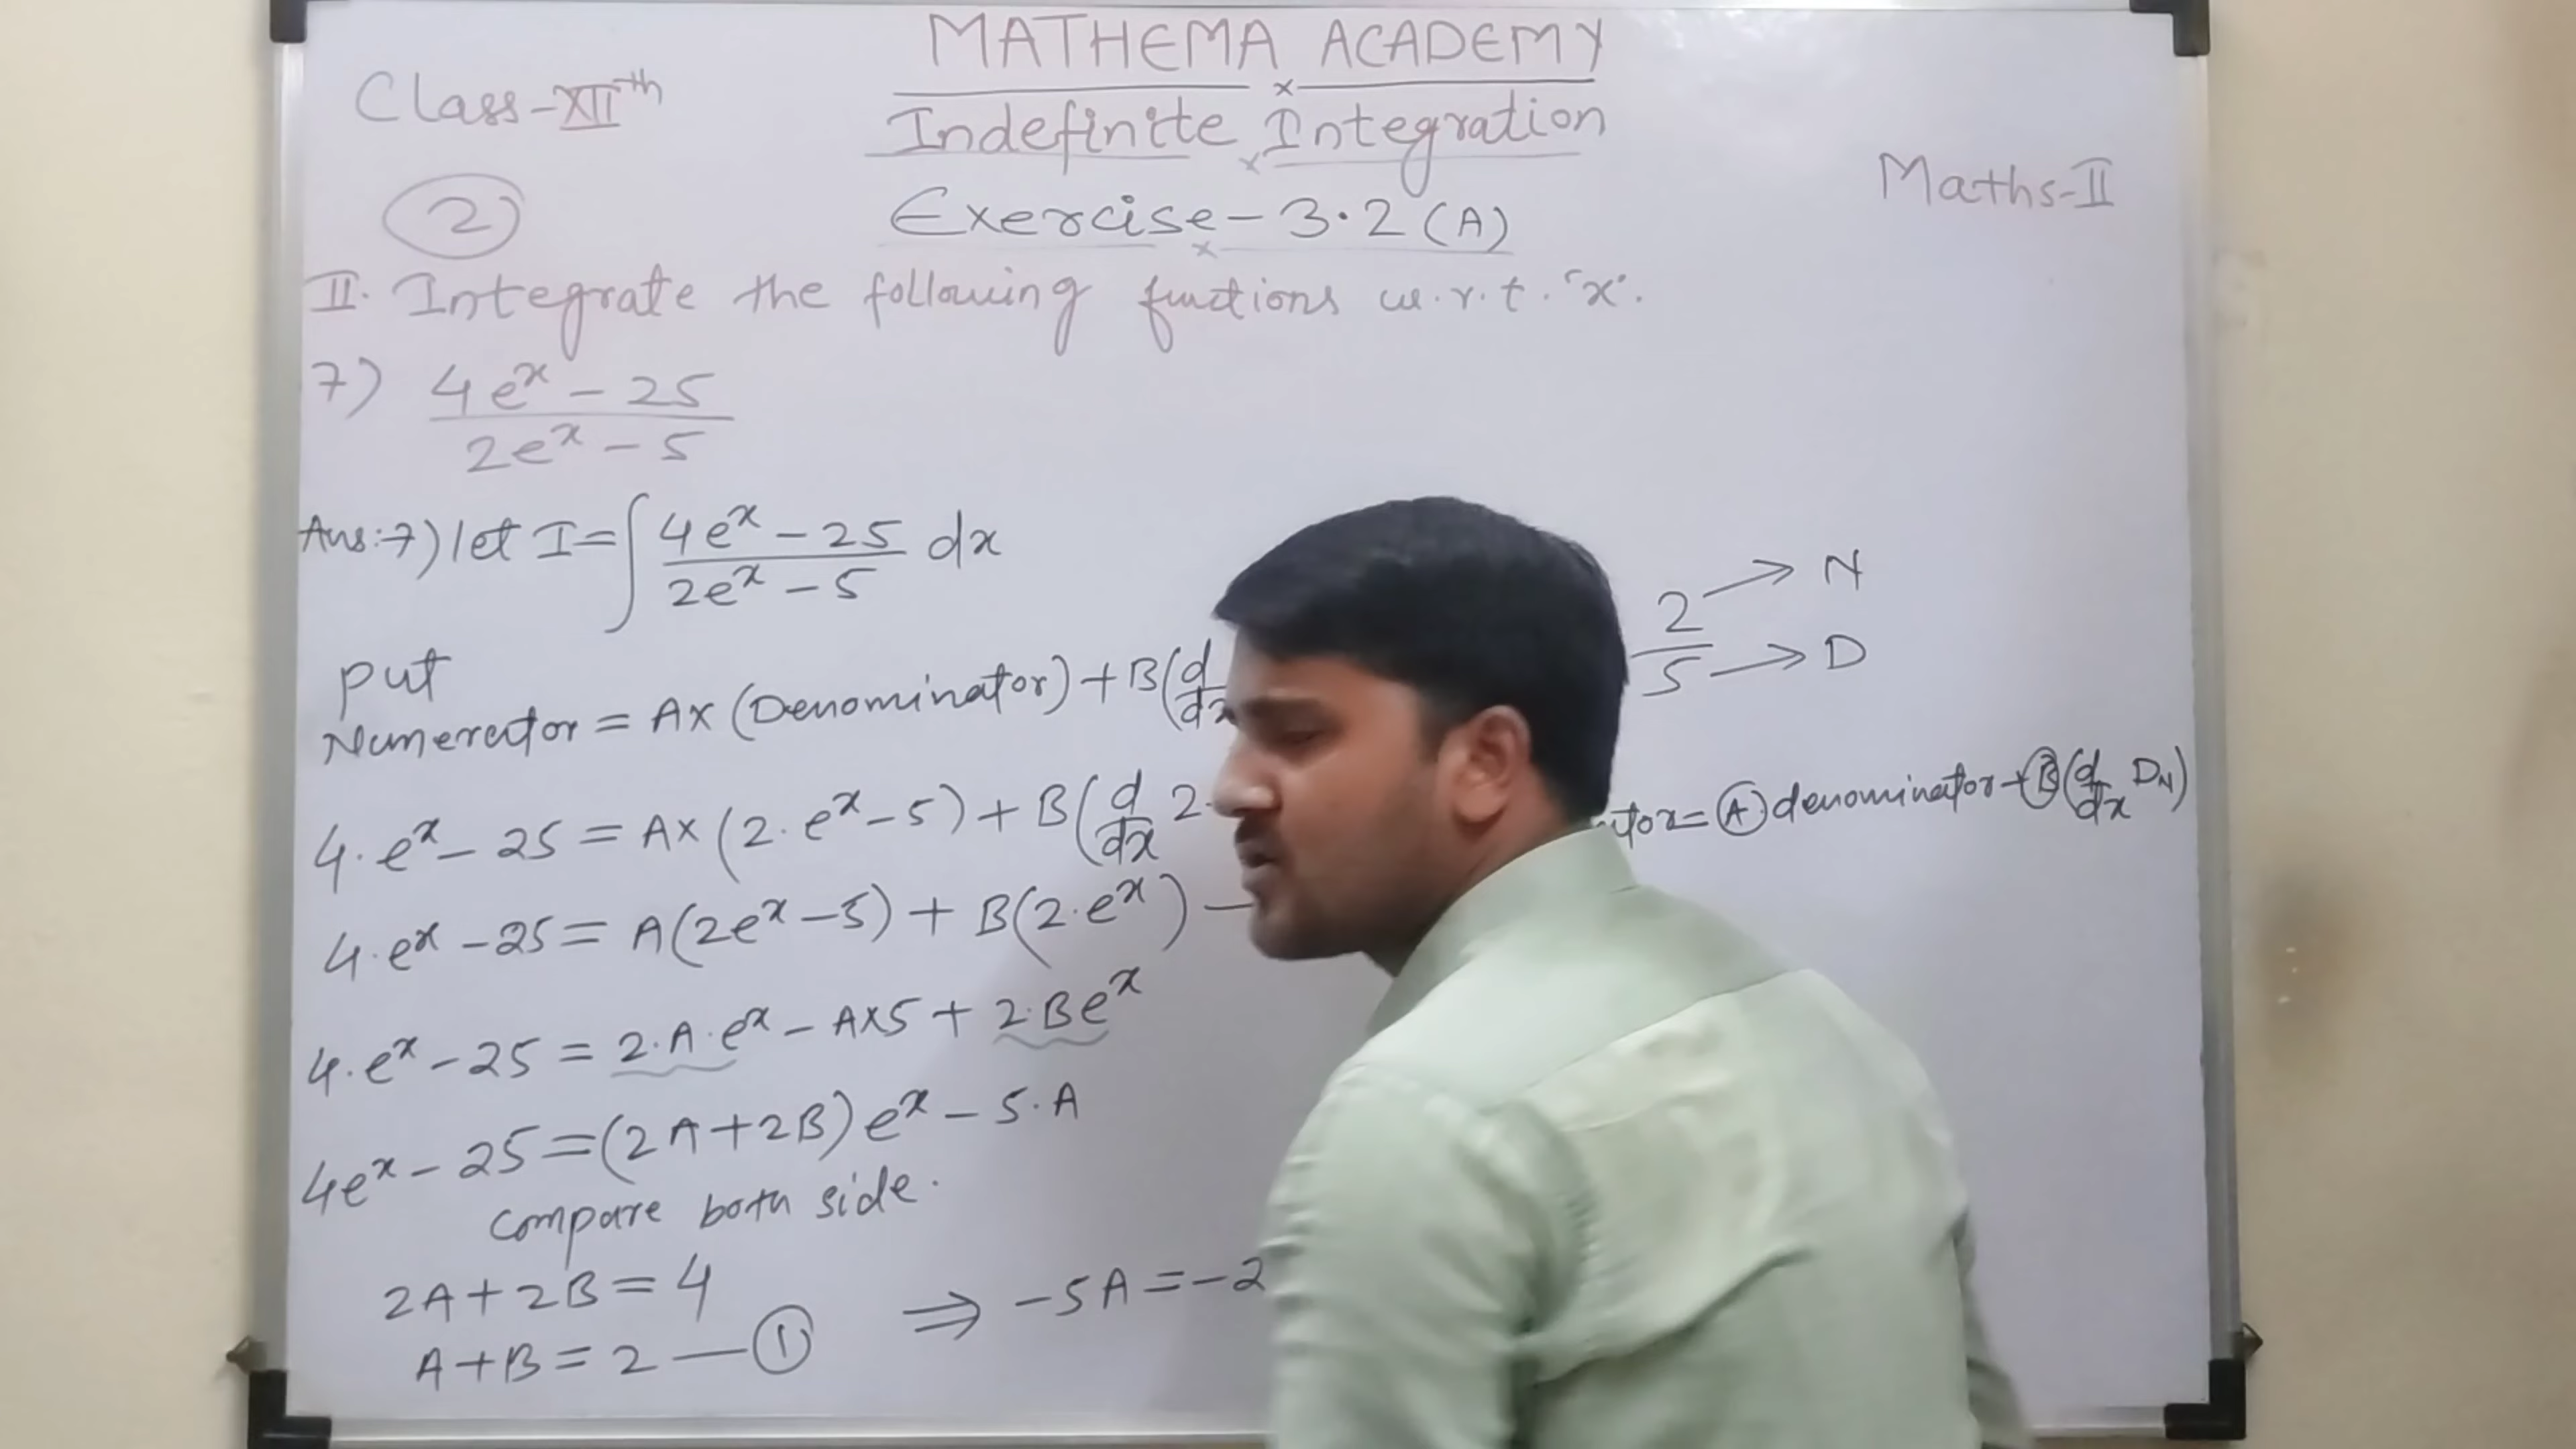 MATHEMA ACADEMY
Class-XIIth
Indefinite Integration
Maths-II
2
Exercise-3.2(A)
II. Integrate the following functions w.r.t. 'x'.
7) 4e^x - 25 / 2e^x - 5
Ans:-7) let I = ∫ 4e^x - 25 / 2e^x - 5 dx
2/5 → N → D
put
Numerator = A×(Denominator)+B(d/dx
4·e^x - 25 = A×(2·e^x-5)+B(d/dx 2·
=Ⓐdenominator+Ⓑ(d/dx DN)
4·e^x - 25 = A(2e^x-5)+B(2·e^x) —
4·e^x - 25 = 2·A·e^x - A×5 + 2·Be^x
4e^x - 25 = (2A+2B)e^x - 5·A
compare both side.
2A+2B=4 ⇒ -5A=-2
A+B=2 — ①